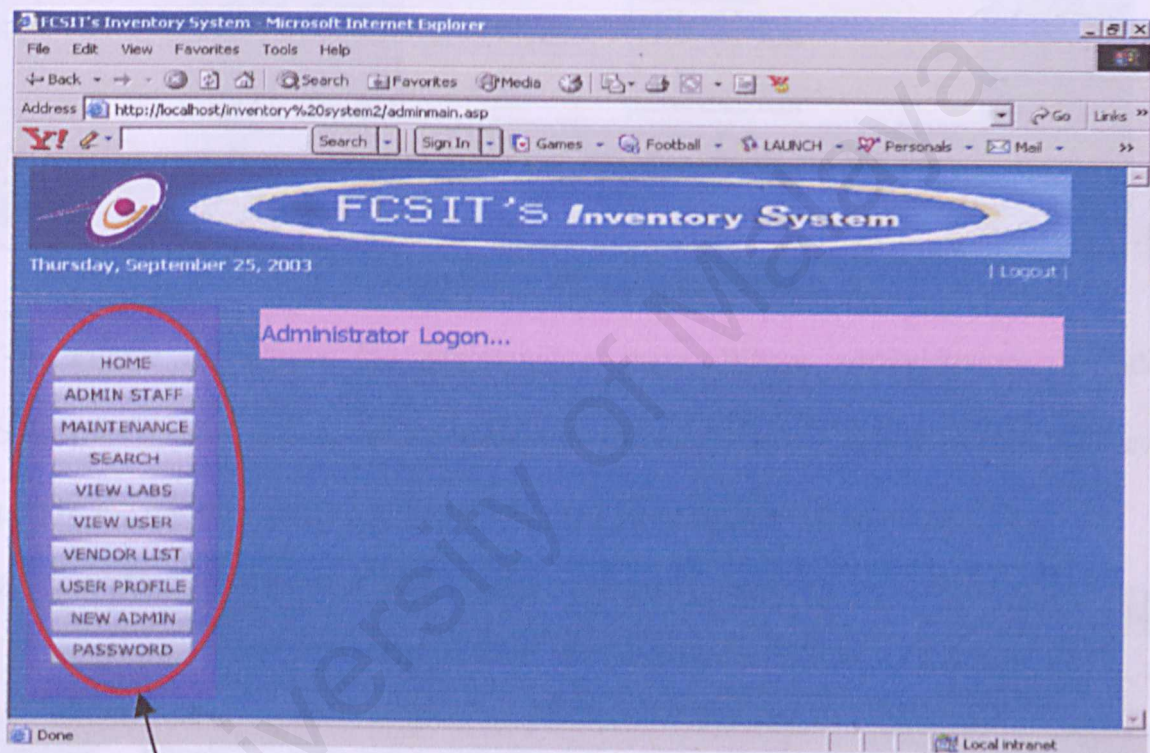 FCSIT's Inventory System - Microsoft Internet Explorer
File Edit View Favorites Tools Help
Back Search Favorites Media
Address http://localhost/inventory%20system2/adminmain.asp Go Links »
Y! Search Sign In Games Football LAUNCH Personals Mail »
FCSIT's Inventory System
Thursday, September 25, 2003 | Logout |
Administrator Logon...
HOME
ADMIN STAFF
MAINTENANCE
SEARCH
VIEW LABS
VIEW USER
VENDOR LIST
USER PROFILE
NEW ADMIN
PASSWORD
Done Local intranet
University of Malaya